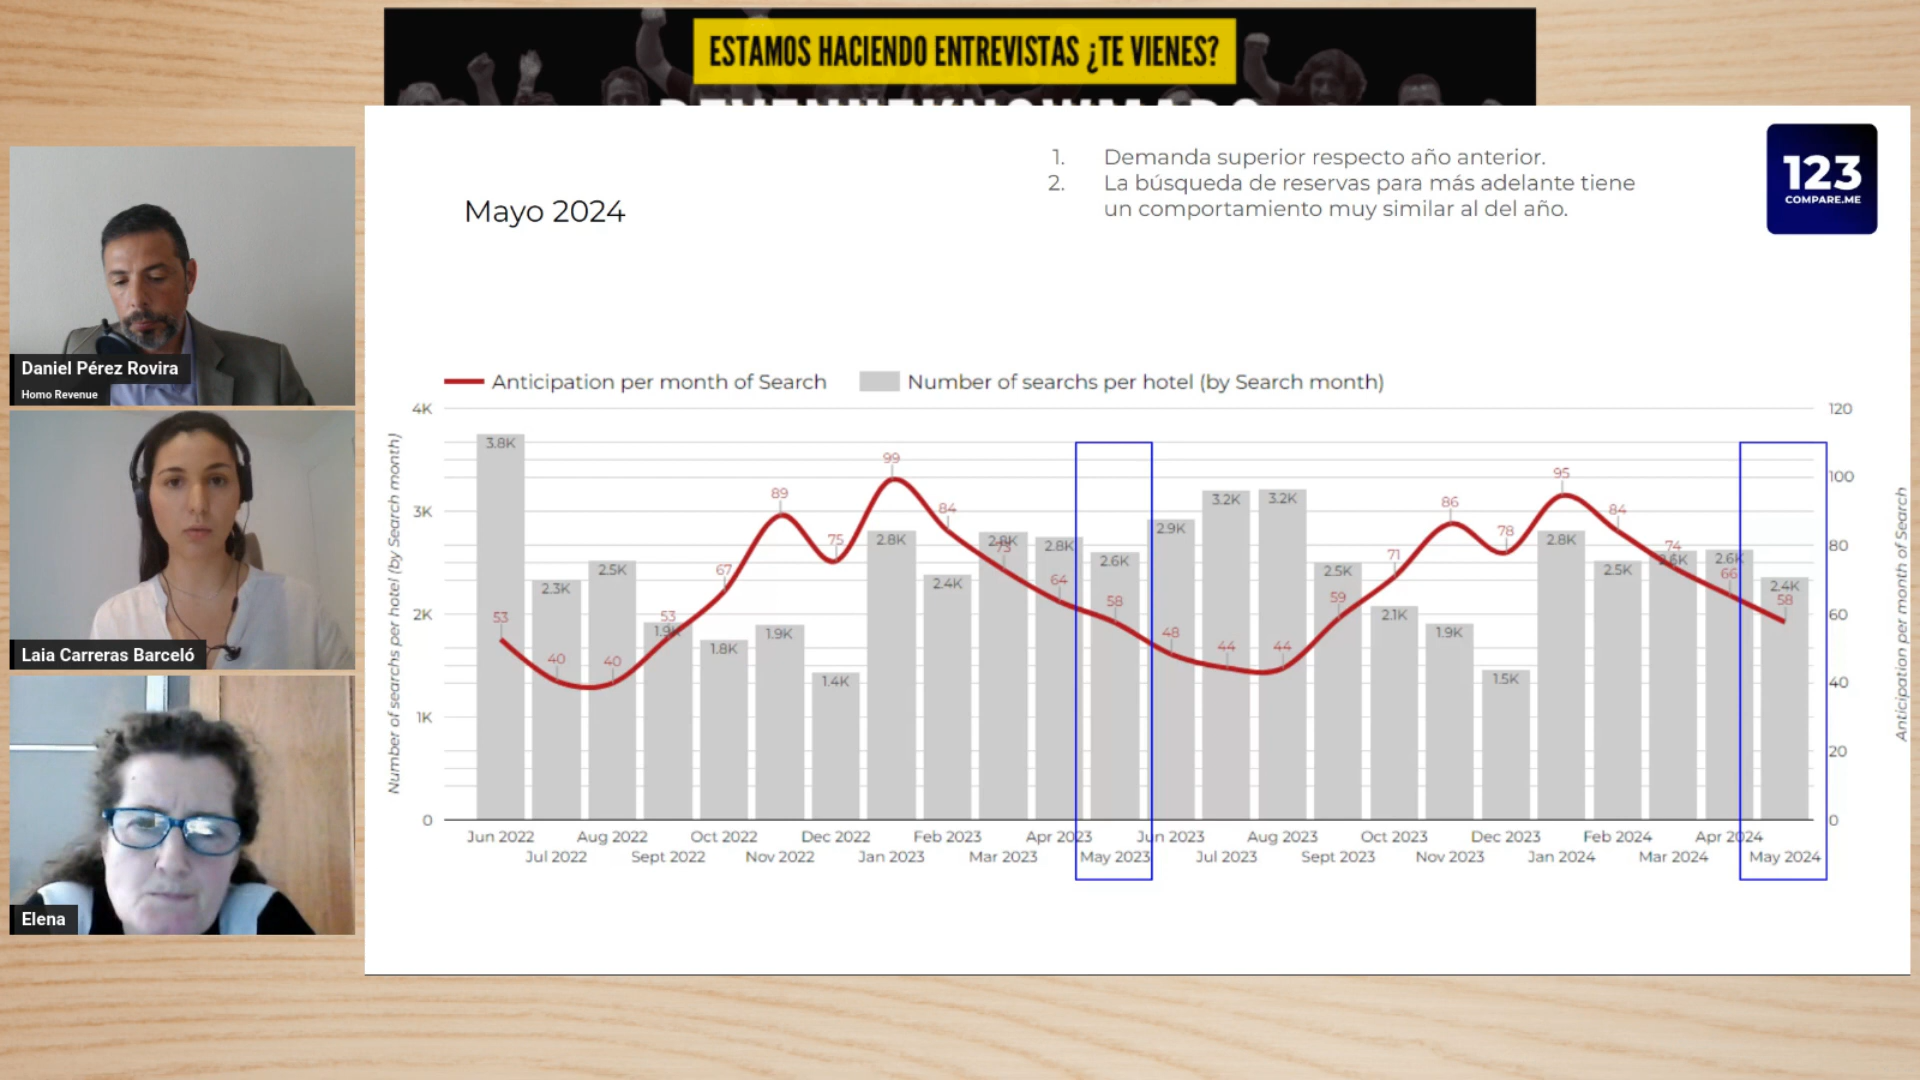 ESTAMOS HACIENDO ENTREVISTAS ¿TE VIENES?
Daniel Pérez Rovira
Homo Revenue
Laia Carreras Barceló
Elena
Mayo 2024
1. Demanda superior respecto año anterior.
2. La búsqueda de reservas para más adelante tiene
un comportamiento muy similar al del año.
123
COMPARE.ME
Anticipation per month of Search
Number of searchs per hotel (by Search month)
Number of searchs per hotel (by Search month)
4K
3K
2K
1K
0
3.8K
2.3K
2.5K
1.9K
1.8K
1.9K
1.4K
2.8K
2.4K
2.8K
2.8K
2.6K
2.9K
3.2K
3.2K
2.5K
2.1K
1.9K
1.5K
2.8K
2.5K
2.6K
2.6K
2.4K
53
40
40
53
67
89
75
99
84
73
64
58
48
44
44
59
71
86
78
95
84
74
66
58
120
100
80
60
40
20
0
Anticipation per month of Search
Jun 2022
Jul 2022
Aug 2022
Sept 2022
Oct 2022
Nov 2022
Dec 2022
Jan 2023
Feb 2023
Mar 2023
Apr 2023
May 2023
Jun 2023
Jul 2023
Aug 2023
Sept 2023
Oct 2023
Nov 2023
Dec 2023
Jan 2024
Feb 2024
Mar 2024
Apr 2024
May 2024